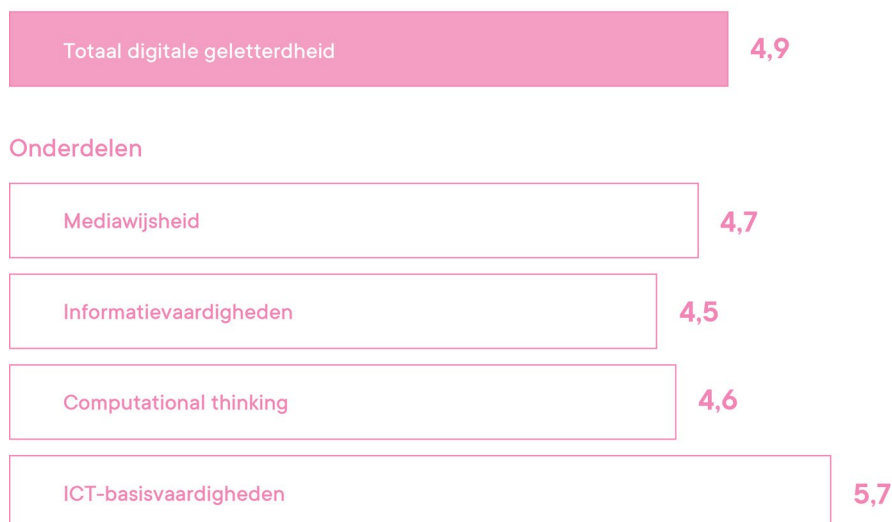 Totaal digitale geletterdheid 4,9
Onderdelen
Mediawijsheid 4,7
Informatievaardigheden 4,5
Computational thinking 4,6
ICT-basisvaardigheden 5,7